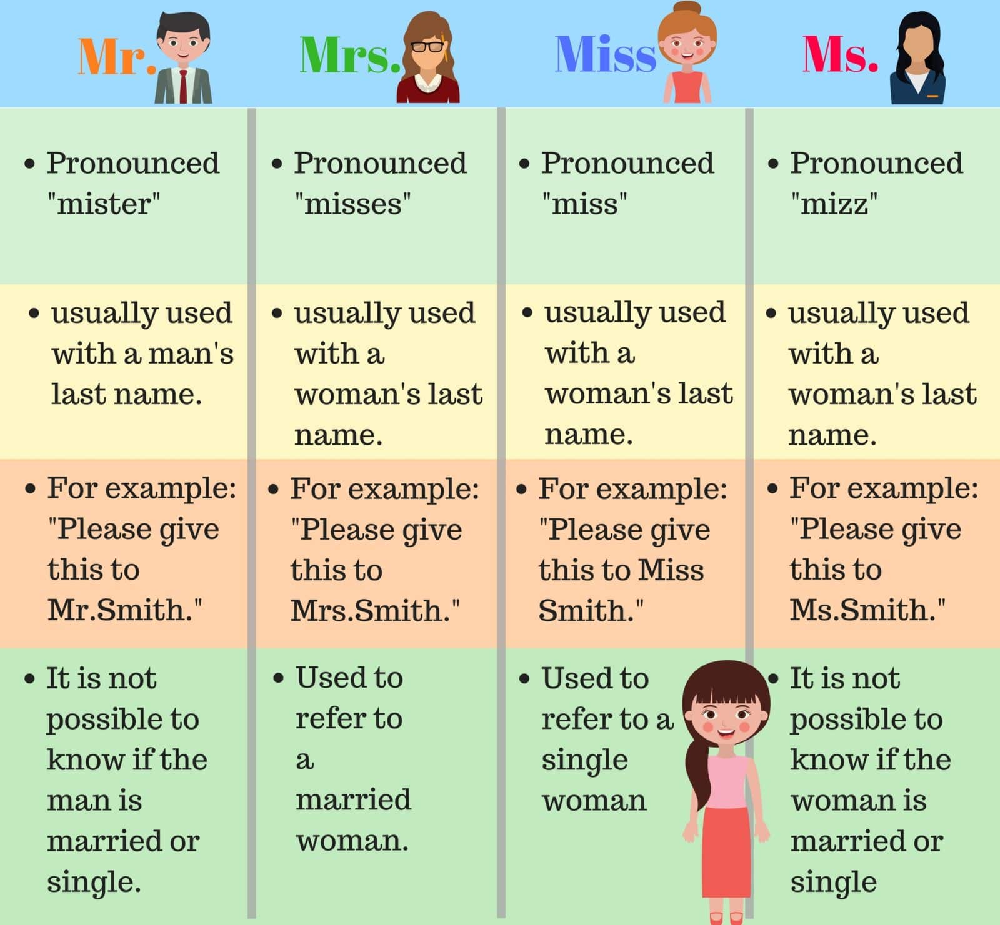 Mr.
Mrs.
Miss
Ms.
• Pronounced
"mister"
• Pronounced
"misses"
• Pronounced
"miss"
• Pronounced
"mizz"
• usually used
with a man's
last name.
• usually used
with a
woman's last
name.
• usually used
with a
woman's last
name.
• usually used
with a
woman's last
name.
• For example:
"Please give
this to
Mr.Smith."
• For example:
"Please give
this to
Mrs.Smith."
• For example:
"Please give
this to Miss
Smith."
• For example:
"Please give
this to
Ms.Smith."
• It is not
possible to
know if the
man is
married or
single.
• Used to
refer to
a
married
woman.
• Used to
refer to a
single
woman
• It is not
possible to
know if the
woman is
married or
single